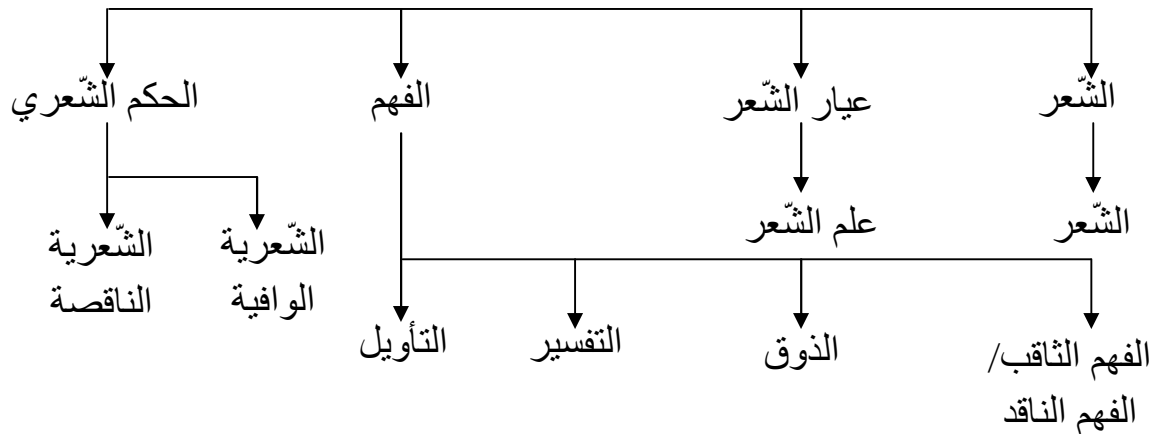 الشّعر
عيار الشّعر
الفهم
الحكم الشّعري
الشّعر
علم الشّعر
الشّعرية
الوافية
الشّعرية
الناقصة
الفهم الثاقب/
الفهم الناقد
الذوق
التفسير
التأويل